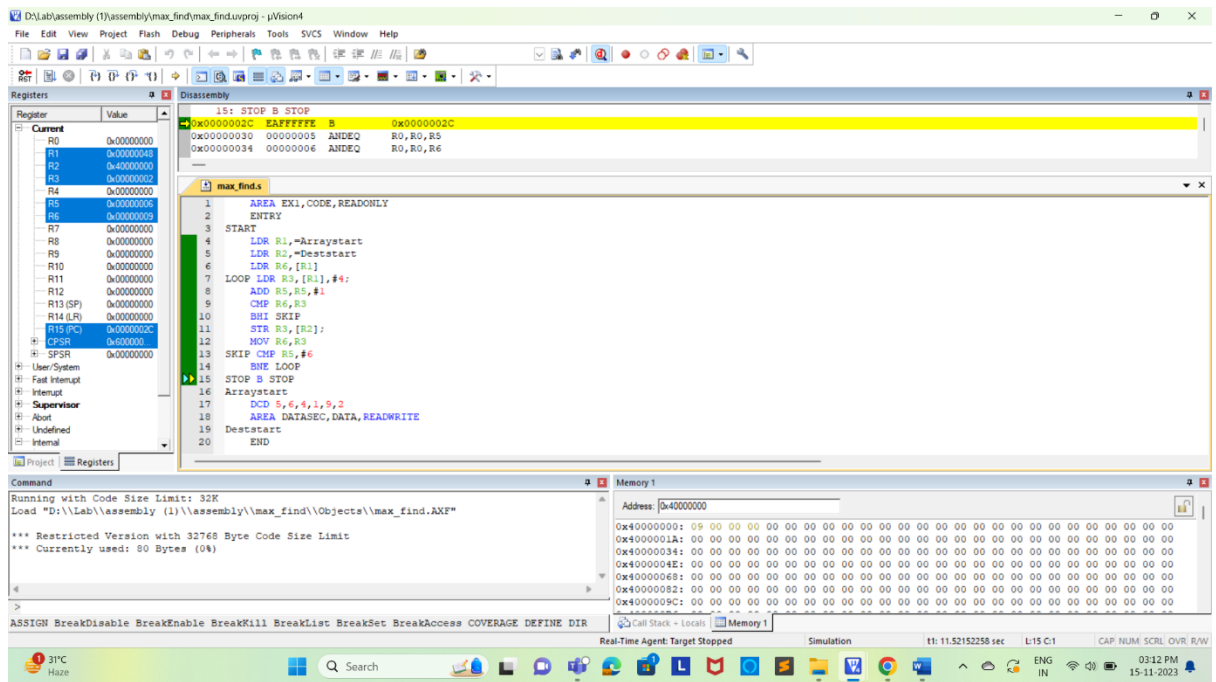 D:\Lab\assembly (1)\assembly\max_find\max_find.uvproj - µVision4
File Edit View Project Flash Debug Peripherals Tools SVCS Window Help
RST
Registers
Register Value
Current
R0 0x00000000
R1 0x00000048
R2 0x40000000
R3 0x00000002
R4 0x00000000
R5 0x00000006
R6 0x00000009
R7 0x00000000
R8 0x00000000
R9 0x00000000
R10 0x00000000
R11 0x00000000
R12 0x00000000
R13 (SP) 0x00000000
R14 (LR) 0x00000000
R15 (PC) 0x0000002C
CPSR 0x600000...
SPSR 0x00000000
User/System
Fast Interrupt
Interrupt
Supervisor
Abort
Undefined
Internal
Project Registers
Disassembly
15: STOP B STOP
0x0000002C EAFFFFFE B 0x0000002C
0x00000030 00000005 ANDEQ R0,R0,R5
0x00000034 00000006 ANDEQ R0,R0,R6
max_find.s
1 AREA EX1,CODE,READONLY
2 ENTRY
3 START
4 LDR R1,=Arraystart
5 LDR R2,=Deststart
6 LDR R6,[R1]
7 LOOP LDR R3,[R1],#4;
8 ADD R5,R5,#1
9 CMP R6,R3
10 BHI SKIP
11 STR R3,[R2];
12 MOV R6,R3
13 SKIP CMP R5,#6
14 BNE LOOP
15 STOP B STOP
16 Arraystart
17 DCD 5,6,4,1,9,2
18 AREA DATASEC,DATA,READWRITE
19 Deststart
20 END
Command
Running with Code Size Limit: 32K
Load "D:\\Lab\\assembly (1)\\assembly\\max_find\\Objects\\max_find.AXF"
*** Restricted Version with 32768 Byte Code Size Limit
*** Currently used: 80 Bytes (0%)
>
ASSIGN BreakDisable BreakEnable BreakKill BreakList BreakSet BreakAccess COVERAGE DEFINE DIR
Memory 1
Address: 0x40000000
0x40000000: 09 00 00 00 00 00 00 00 00 00 00 00 00 00 00 00 00 00 00 00 00 00 00 00 00 00
0x4000001A: 00 00 00 00 00 00 00 00 00 00 00 00 00 00 00 00 00 00 00 00 00 00 00 00 00 00
0x40000034: 00 00 00 00 00 00 00 00 00 00 00 00 00 00 00 00 00 00 00 00 00 00 00 00 00 00
0x4000004E: 00 00 00 00 00 00 00 00 00 00 00 00 00 00 00 00 00 00 00 00 00 00 00 00 00 00
0x40000068: 00 00 00 00 00 00 00 00 00 00 00 00 00 00 00 00 00 00 00 00 00 00 00 00 00 00
0x40000082: 00 00 00 00 00 00 00 00 00 00 00 00 00 00 00 00 00 00 00 00 00 00 00 00 00 00
0x4000009C: 00 00 00 00 00 00 00 00 00 00 00 00 00 00 00 00 00 00 00 00 00 00 00 00 00 00
Call Stack + Locals Memory 1
Real-Time Agent: Target Stopped Simulation t1: 11.52152258 sec L:15 C:1 CAP NUM SCRL OVR R/W
1
31°C
Haze
Search
L
ENG
IN
03:12 PM
15-11-2023